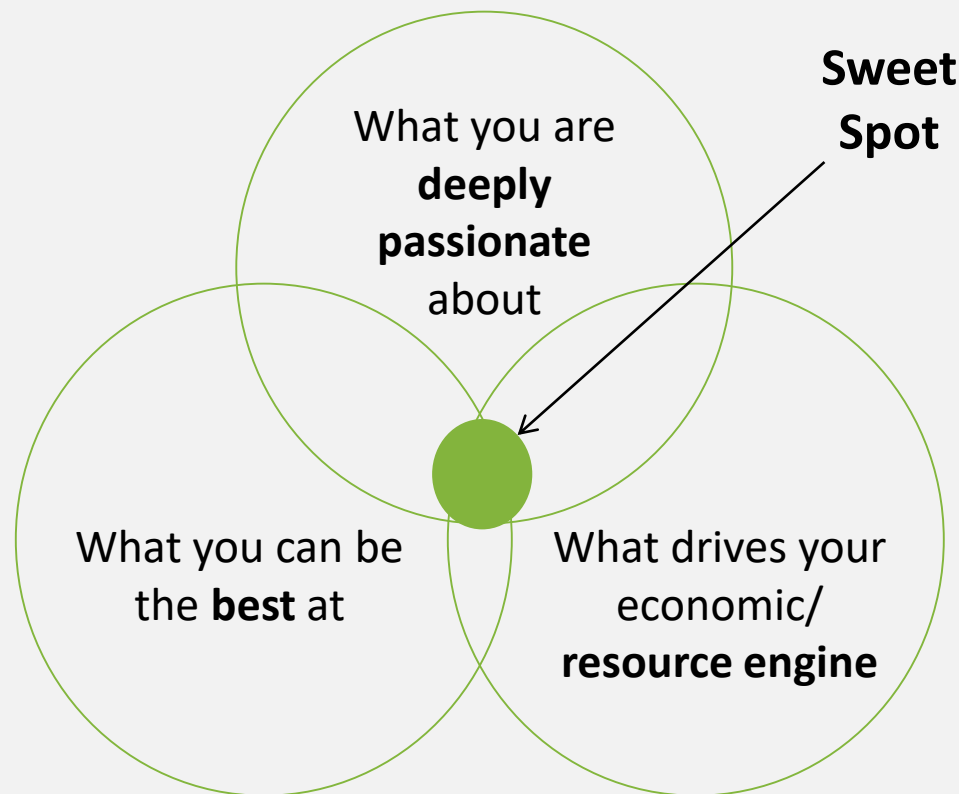 Sweet
Spot
What you are
deeply
passionate
about
What you can be
the best at
What drives your
economic/
resource engine